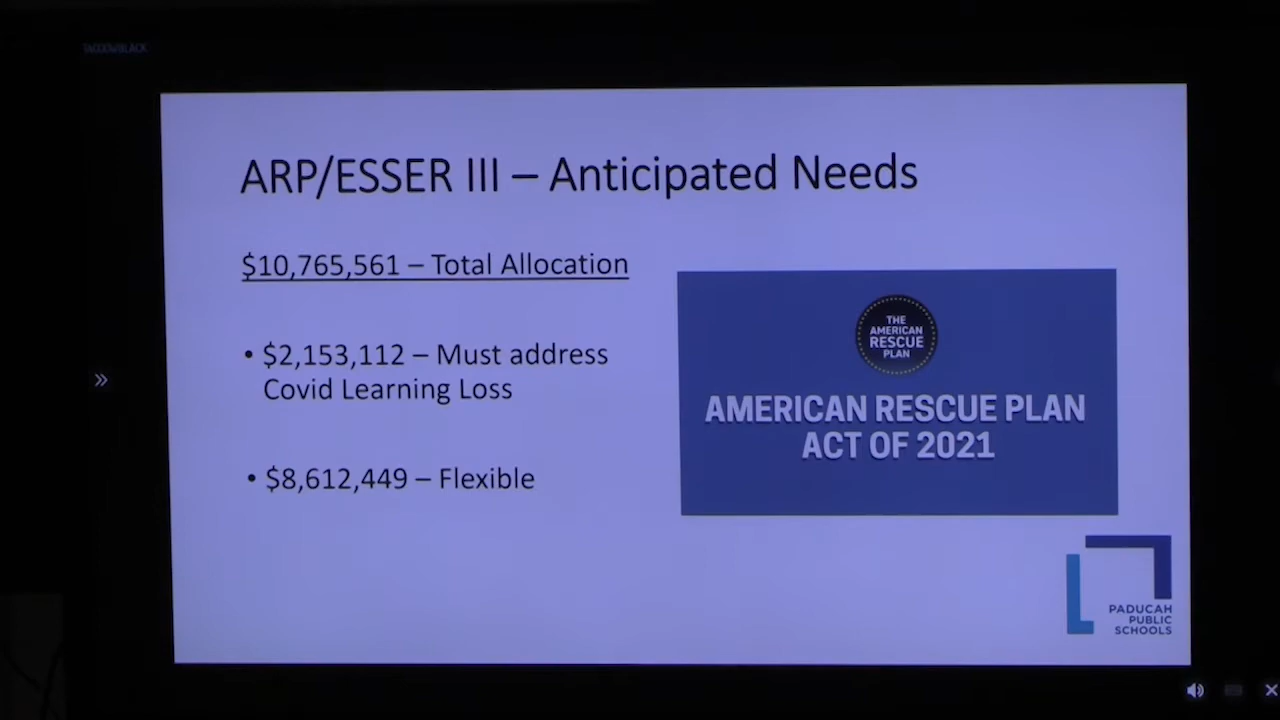 ARP/ESSER III – Anticipated Needs
$10,765,561 – Total Allocation
• $2,153,112 – Must address
Covid Learning Loss
• $8,612,449 – Flexible
THE
AMERICAN
RESCUE
PLAN
AMERICAN RESCUE PLAN
ACT OF 2021
PADUCAH
PUBLIC
SCHOOLS